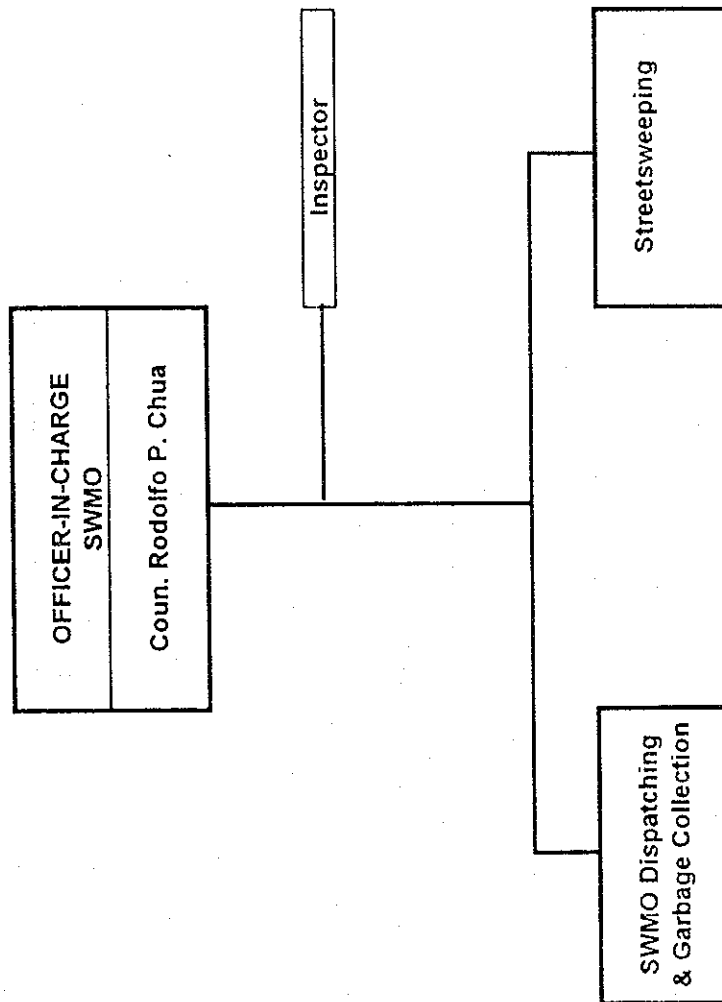 OFFICER-IN-CHARGE
SWMO
Coun. Rodolfo P. Chua
Inspector
SWMO Dispatching
& Garbage Collection
Streetsweeping